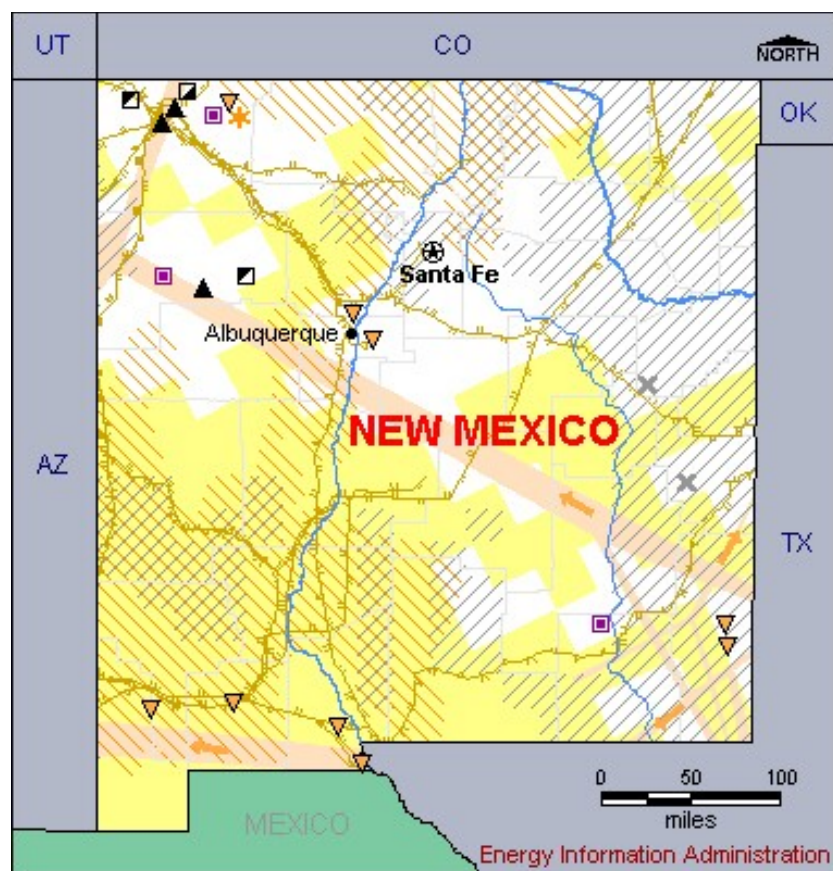 UT
CO
NORTH
OK
Santa Fe
Albuquerque
NEW MEXICO
AZ
TX
0 50 100
miles
MEXICO
Energy Information Administration